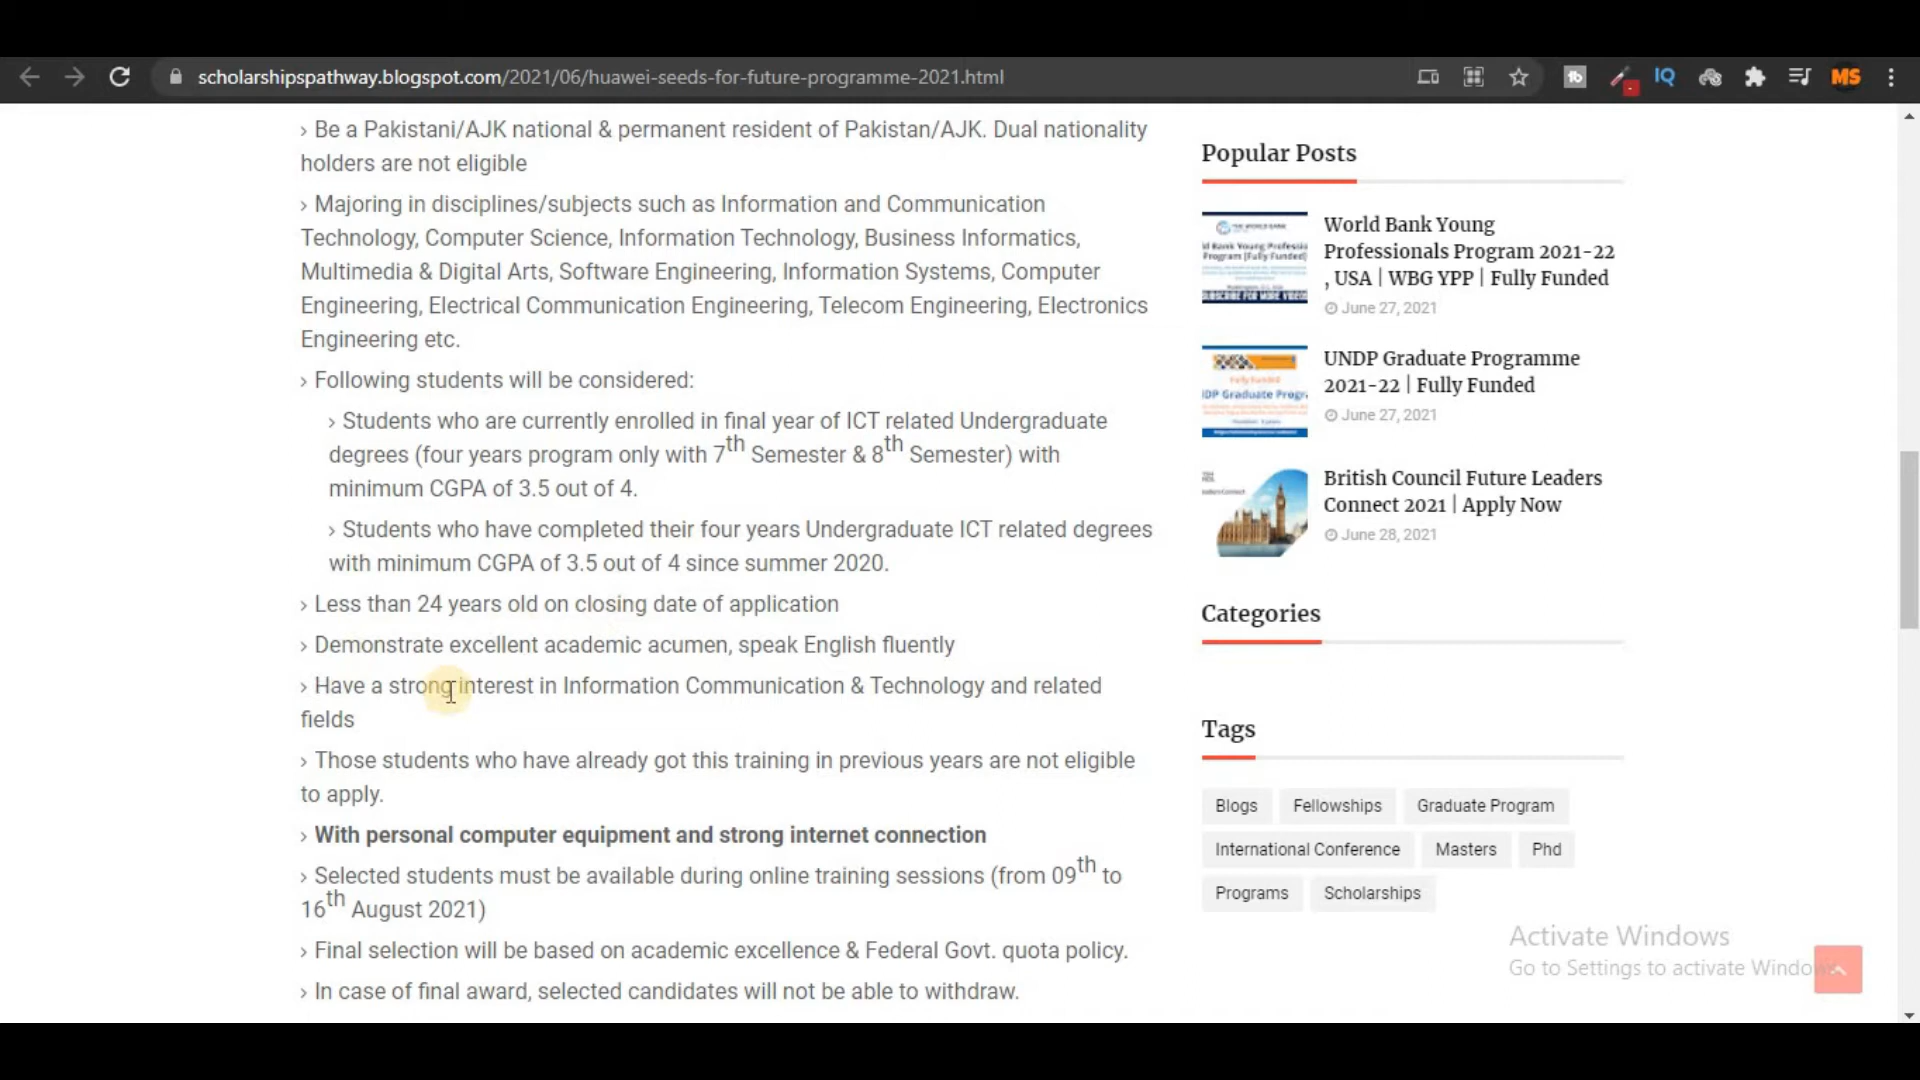 scholarshipspathway.blogspot.com/2021/06/huawei-seeds-for-future-programme-2021.html
MS
› Be a Pakistani/AJK national & permanent resident of Pakistan/AJK. Dual nationality
holders are not eligible
› Majoring in disciplines/subjects such as Information and Communication
Technology, Computer Science, Information Technology, Business Informatics,
Multimedia & Digital Arts, Software Engineering, Information Systems, Computer
Engineering, Electrical Communication Engineering, Telecom Engineering, Electronics
Engineering etc.
› Following students will be considered:
› Students who are currently enrolled in final year of ICT related Undergraduate
degrees (four years program only with 7th Semester & 8th Semester) with
minimum CGPA of 3.5 out of 4.
› Students who have completed their four years Undergraduate ICT related degrees
with minimum CGPA of 3.5 out of 4 since summer 2020.
› Less than 24 years old on closing date of application
› Demonstrate excellent academic acumen, speak English fluently
› Have a strong interest in Information Communication & Technology and related
fields
› Those students who have already got this training in previous years are not eligible
to apply.
› With personal computer equipment and strong internet connection
› Selected students must be available during online training sessions (from 09th to
16th August 2021)
› Final selection will be based on academic excellence & Federal Govt. quota policy.
› In case of final award, selected candidates will not be able to withdraw.
Popular Posts
World Bank Young
Professionals Program 2021-22
, USA | WBG YPP | Fully Funded
June 27, 2021
UNDP Graduate Programme
2021-22 | Fully Funded
June 27, 2021
British Council Future Leaders
Connect 2021 | Apply Now
June 28, 2021
Categories
Tags
Blogs
Fellowships
Graduate Program
International Conference
Masters
Phd
Programs
Scholarships
Activate Windows
Go to Settings to activate Windo